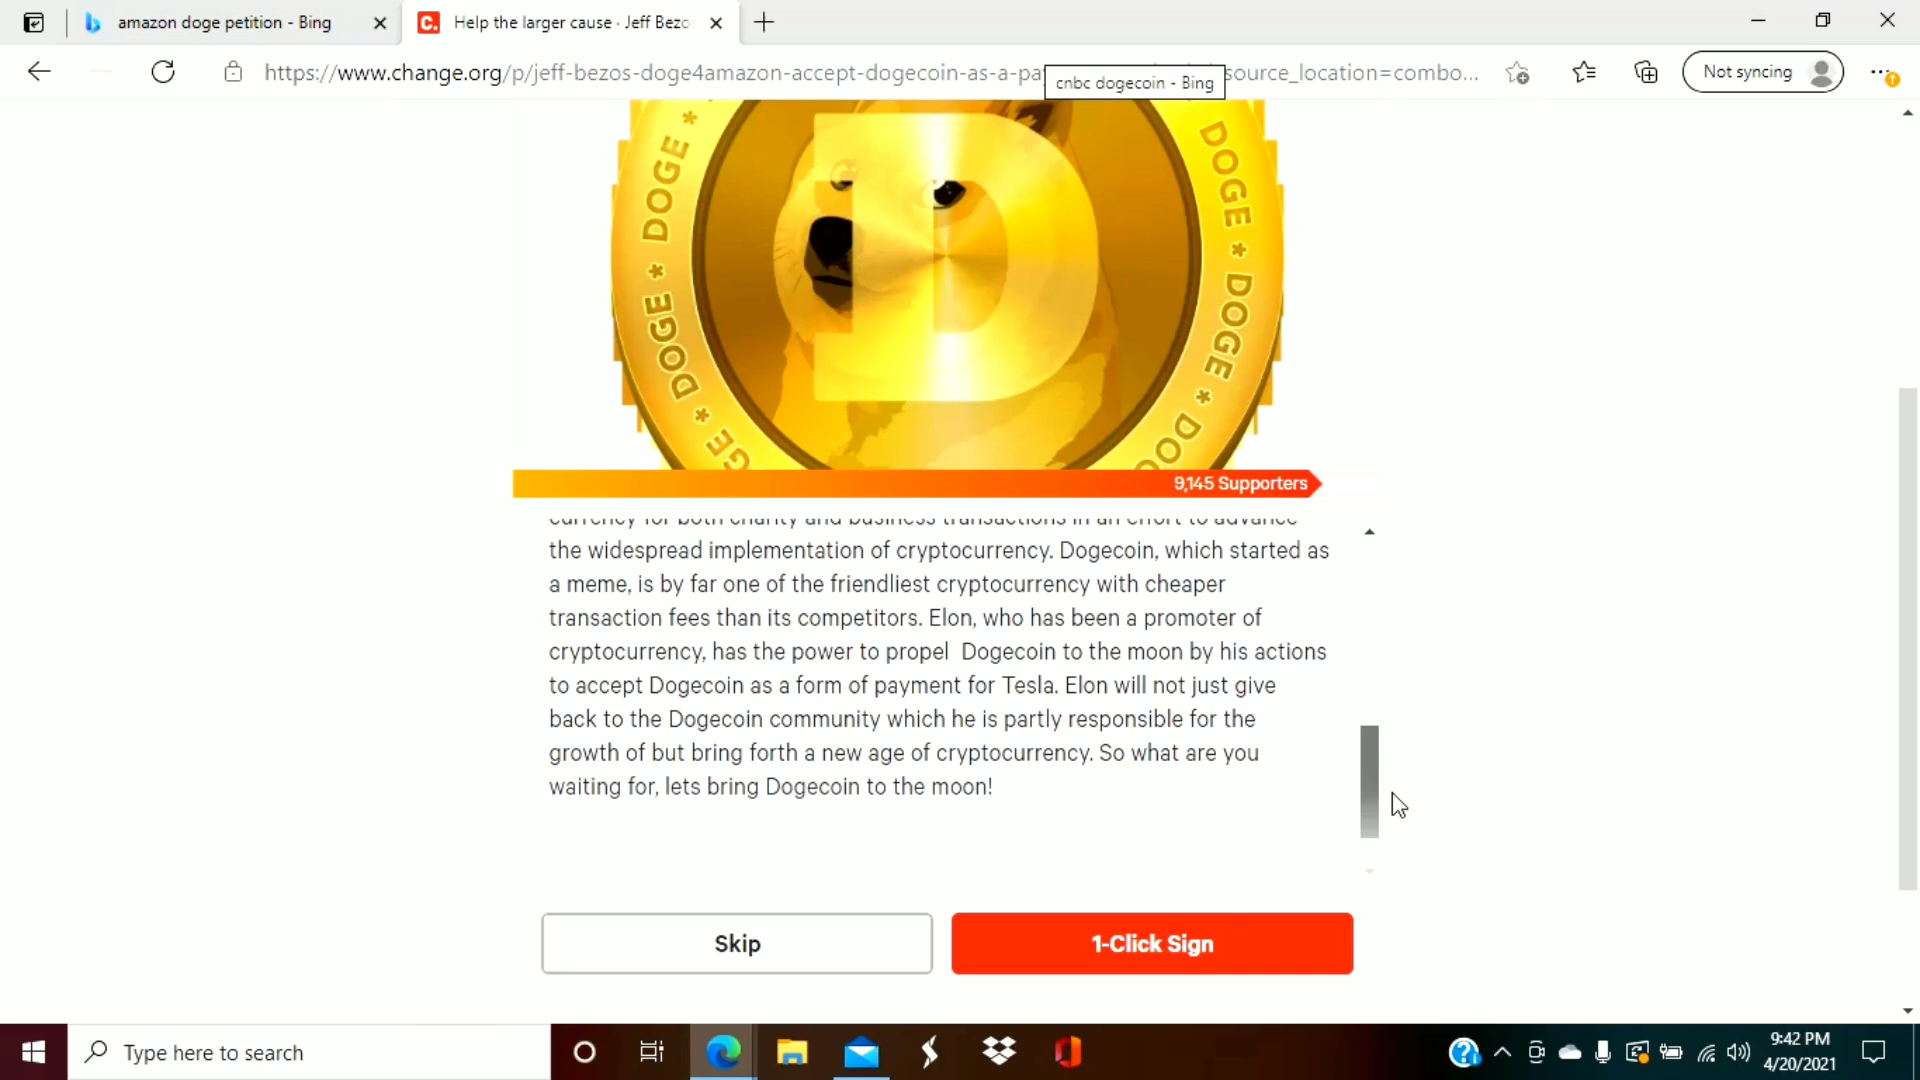 amazon doge petition - Bing
C. Help the larger cause · Jeff Bezo
https://www.change.org/p/jeff-bezos-doge4amazon-accept-dogecoin-as-a-pa
source_location=combo...
Not syncing
cnbc dogecoin - Bing
D
DOGE * DOGE * DOGE
DOGE * DOGE * DOGE
9,145 Supporters
currency for both charity and business transactions in an effort to advance
the widespread implementation of cryptocurrency. Dogecoin, which started as
a meme, is by far one of the friendliest cryptocurrency with cheaper
transaction fees than its competitors. Elon, who has been a promoter of
cryptocurrency, has the power to propel  Dogecoin to the moon by his actions
to accept Dogecoin as a form of payment for Tesla. Elon will not just give
back to the Dogecoin community which he is partly responsible for the
growth of but bring forth a new age of cryptocurrency. So what are you
waiting for, lets bring Dogecoin to the moon!
Skip
1-Click Sign
Type here to search
9:42 PM
4/20/2021